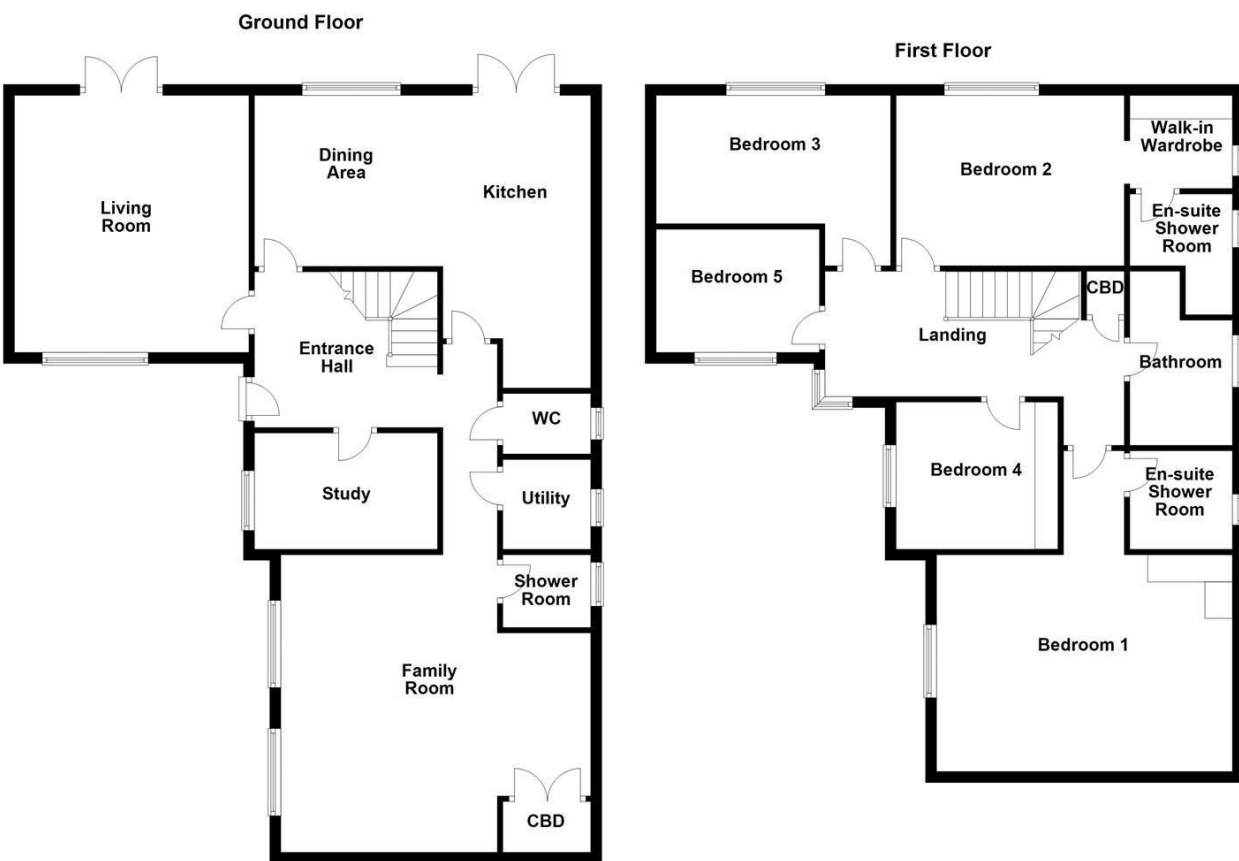 Ground Floor
Living
Room
Dining
Area
Kitchen
Entrance
Hall
WC
Study
Utility
Shower
Room
Family
Room
CBD
First Floor
Bedroom 3
Bedroom 2
Walk-in
Wardrobe
En-suite
Shower
Room
Bedroom 5
CBD
Landing
Bathroom
Bedroom 4
En-suite
Shower
Room
Bedroom 1